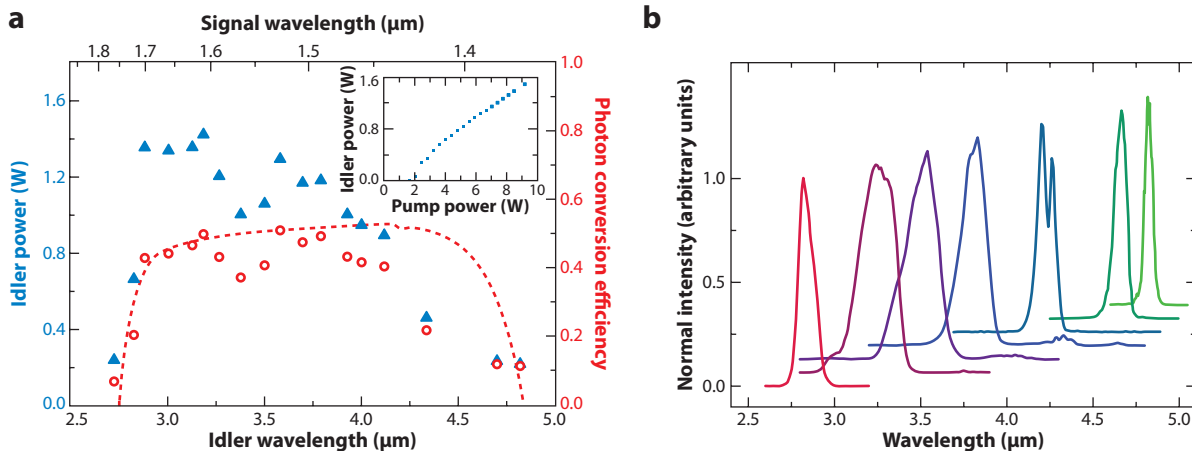 a
Signal wavelength (μm)
1.8 1.7 1.6 1.5 1.4
Idler power (W)
1.6
1.2
0.8
0.4
0.0
1.0
0.8
0.6
0.4
0.2
0.0
Photon conversion efficiency
Idler power (W)
1.6
0.8
0.0
0 2 4 6 8 10
Pump power (W)
2.5 3.0 3.5 4.0 4.5 5.0
Idler wavelength (μm)
b
Normal intensity (arbitrary units)
1.0
0.5
0.0
2.5 3.0 3.5 4.0 4.5 5.0
Wavelength (μm)